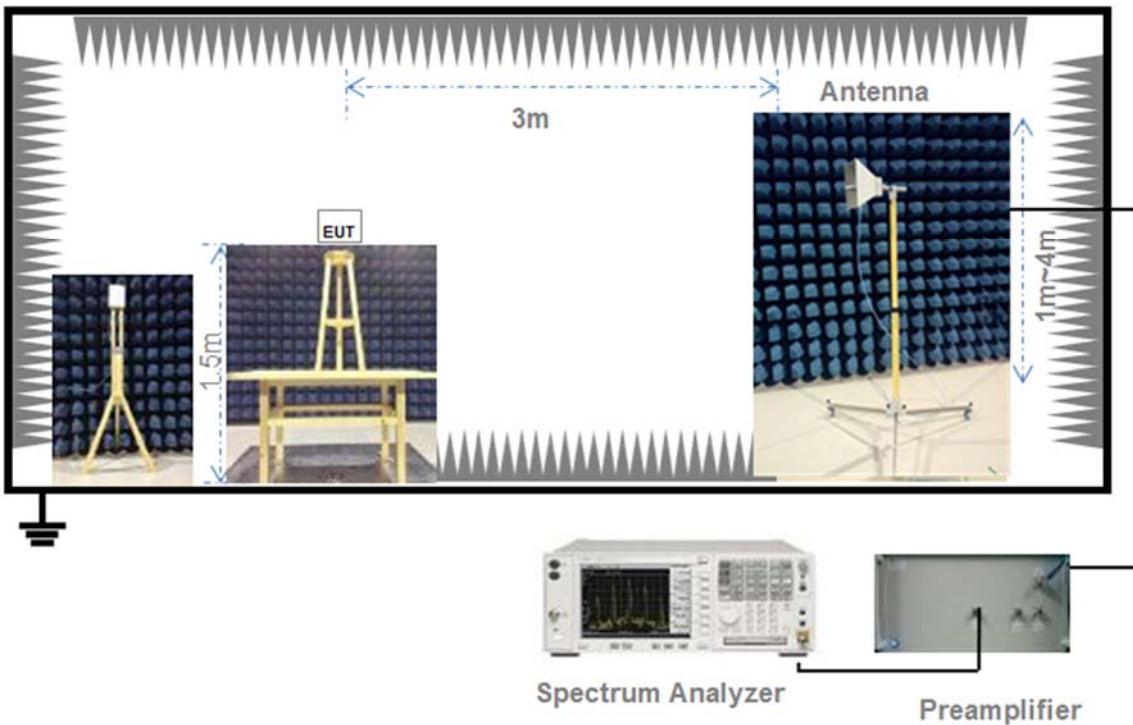 Antenna
3m
EUT
1.5m
1m~4m
Spectrum Analyzer
Preamplifier